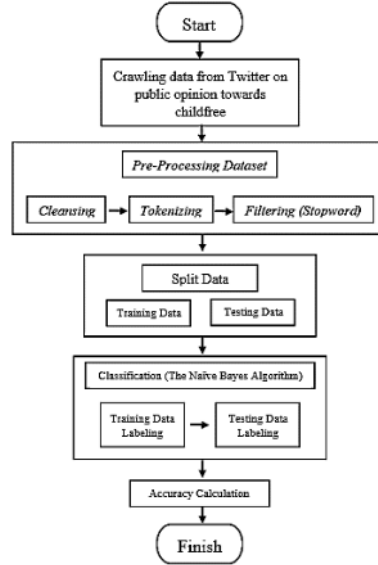 Start
Crawling data from Twitter on
public opinion towards
childfree
Pre-Processing Dataset
Cleansing
Tokenizing
Filtering (Stopword)
Split Data
Training Data
Testing Data
Classification (The Naïve Bayes Algorithm)
Training Data
Labeling
Testing Data
Labeling
Accuracy Calculation
Finish